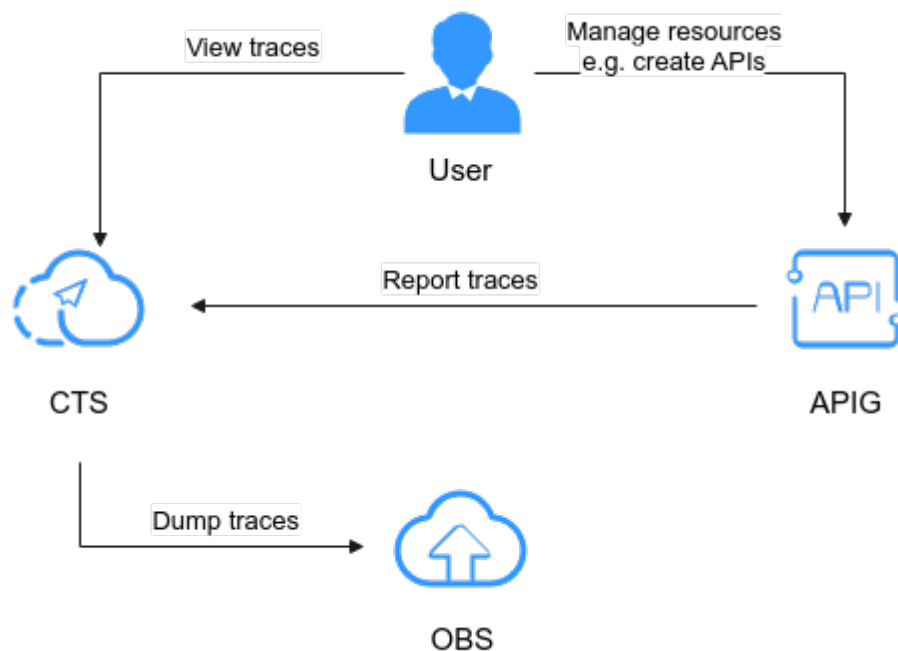 View traces
Manage resources
e.g. create APIs
User
Report traces
API
CTS
APIG
Dump traces
OBS